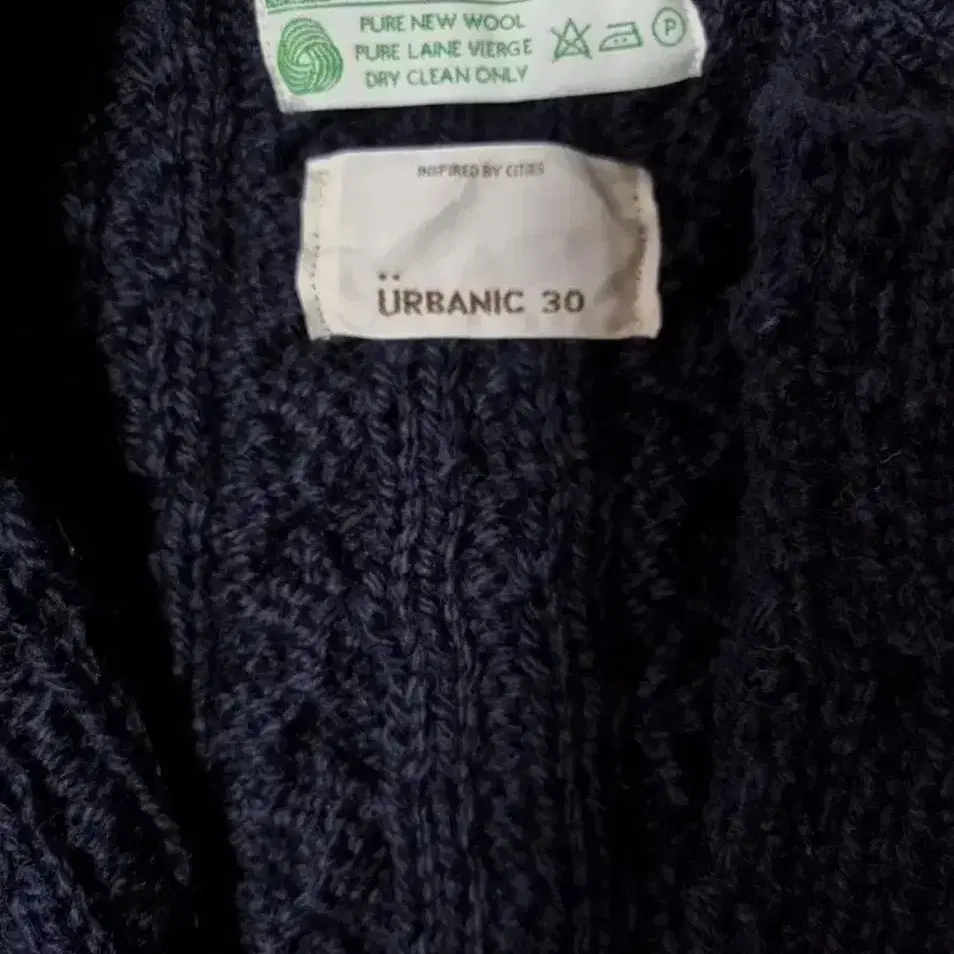 PURE NEW WOOL
PURE LAINE VIERGE
DRY CLEAN ONLY
P
INSPIRED BY CITIES
ÜRBANIC 30